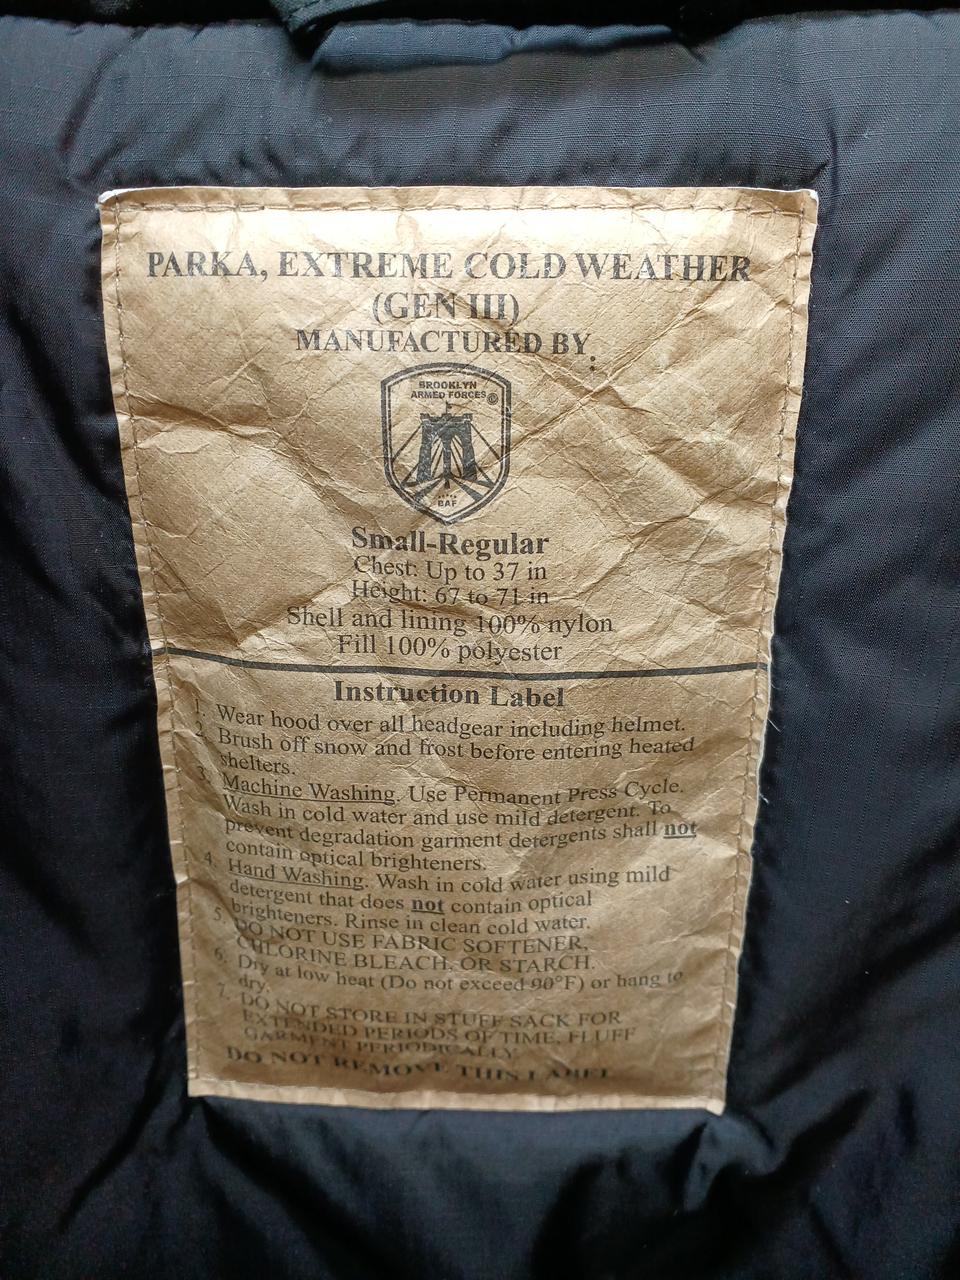 PARKA, EXTREME COLD WEATHER
(GEN III)
MANUFACTURED BY:
BROOKLYN
ARMED FORCES ©
BAF
Small-Regular
Chest: Up to 37 in
Height: 67 to 71 in
Shell and lining 100% nylon
Fill 100% polyester
Instruction Label
1. Wear hood over all headgear including helmet.
2. Brush off snow and frost before entering heated
shelters.
3. Machine Washing. Use Permanent Press Cycle.
Wash in cold water and use mild detergent. To
prevent degradation garment detergents shall not
contain optical brighteners.
4. Hand Washing. Wash in cold water using mild
detergent that does not contain optical
brighteners. Rinse in clean cold water.
5. DO NOT USE FABRIC SOFTENER,
CHLORINE BLEACH, OR STARCH.
6. Dry at low heat (Do not exceed 90°F) or hang to
dry.
7. DO NOT STORE IN STUFF SACK FOR
EXTENDED PERIODS OF TIME, FLUFF
GARMENT PERIODICALLY
DO NOT REMOVE THIS LABEL